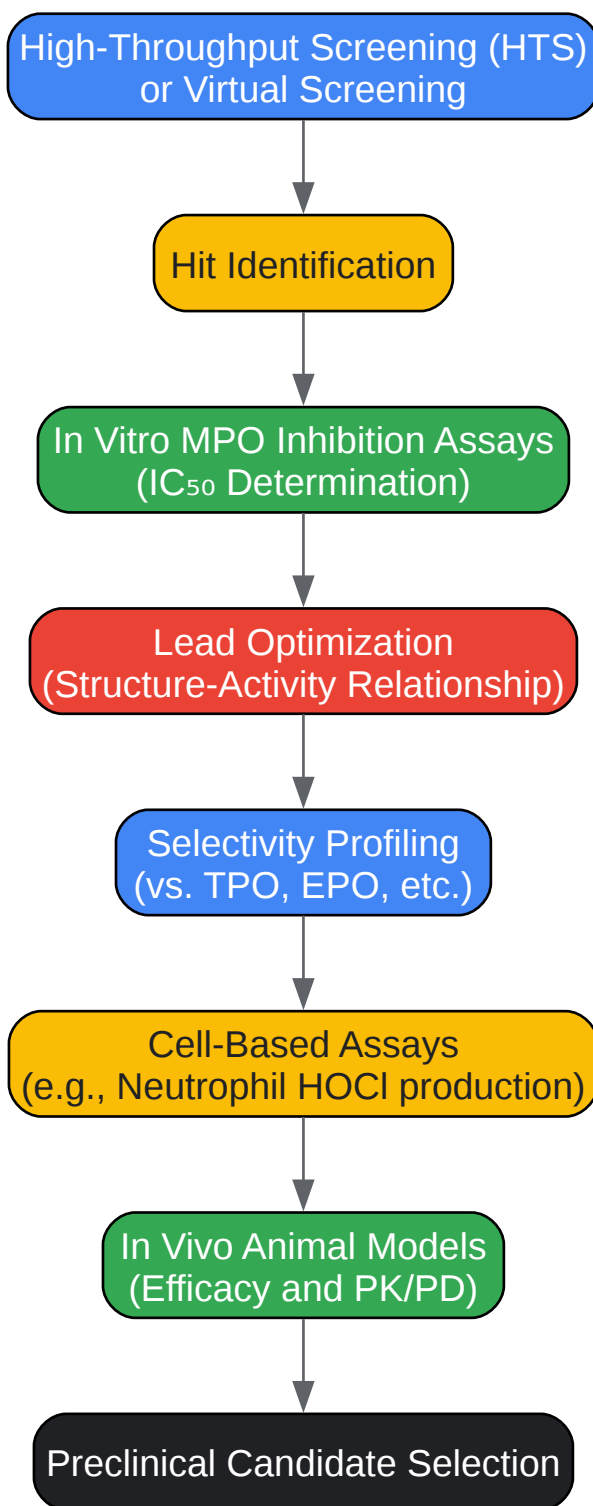 High-Throughput Screening (HTS)
or Virtual Screening
Hit Identification
In Vitro MPO Inhibition Assays
(IC₅₀ Determination)
Lead Optimization
(Structure-Activity Relationship)
Selectivity Profiling
(vs. TPO, EPO, etc.)
Cell-Based Assays
(e.g., Neutrophil HOCl production)
In Vivo Animal Models
(Efficacy and PK/PD)
Preclinical Candidate Selection